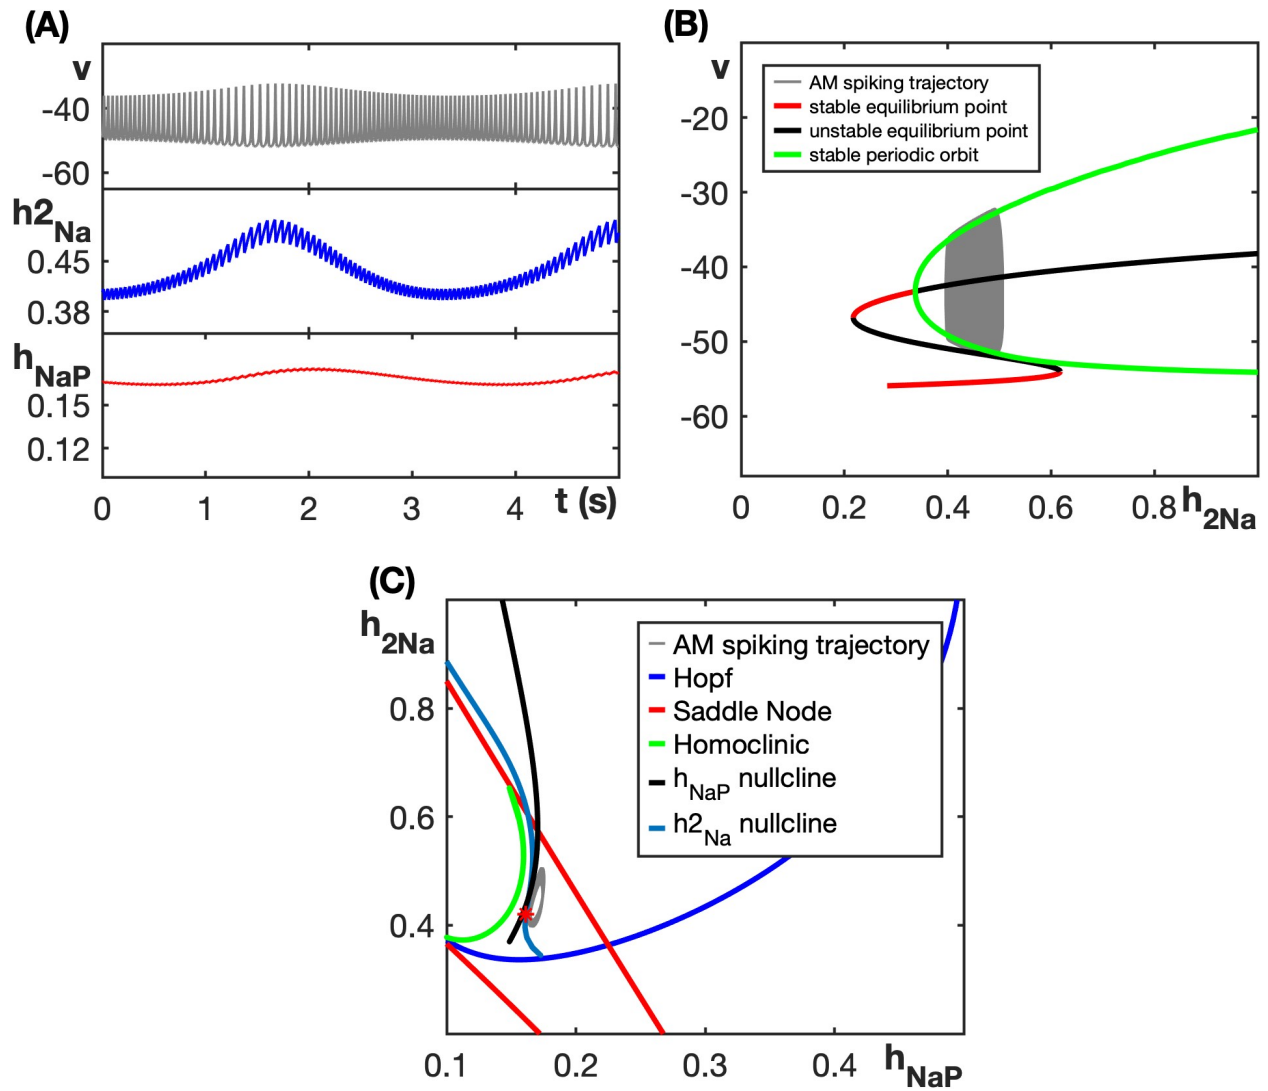 (A)
v
-40
-60
h2Na
0.45
0.38
hNaP
0.15
0.12
0 1 2 3 4 t (s)
(B)
v
AM spiking trajectory
stable equilibrium point
unstable equilibrium point
stable periodic orbit
-20
-30
-40
-50
-60
0 0.2 0.4 0.6 0.8 h2Na
(C)
h2Na
AM spiking trajectory
Hopf
Saddle Node
Homoclinic
hNaP nullcline
h2Na nullcline
0.8
0.6
0.4
0.1 0.2 0.3 0.4 hNaP